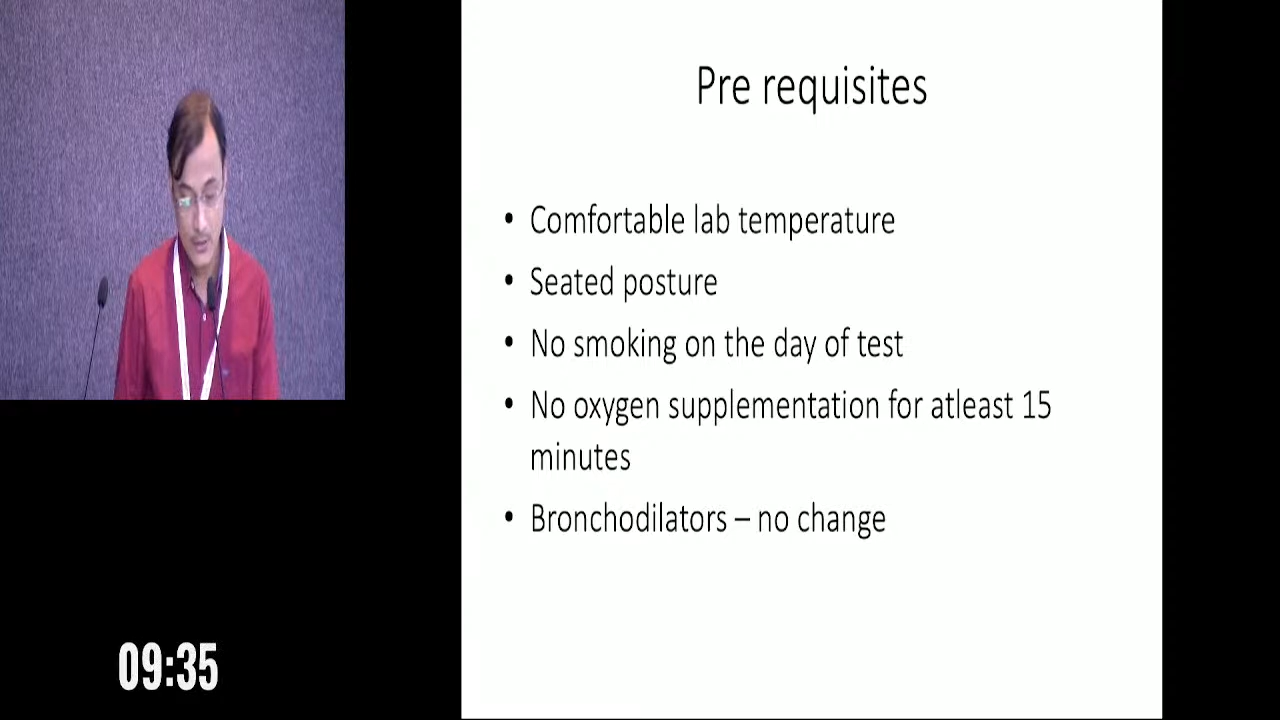 Pre requisites
• Comfortable lab temperature
• Seated posture
• No smoking on the day of test
• No oxygen supplementation for atleast 15
minutes
• Bronchodilators – no change
09:35